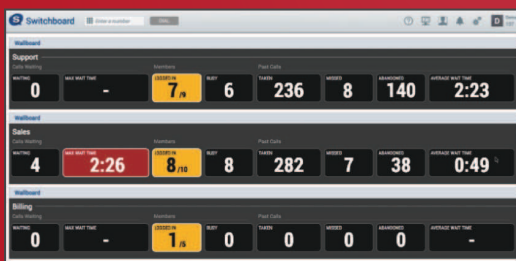 S Switchboard Enter a number DIAL
D
Wallboard
Support
Calls Waiting Members Past Calls
WAITING MAX WAIT TIME LOGGED IN BUSY TAKEN MISSED ABANDONED AVERAGE WAIT TIME
0 - 7/9 6 236 8 140 2:23
Wallboard
Sales
Calls Waiting Members Past Calls
WAITING MAX WAIT TIME LOGGED IN BUSY TAKEN MISSED ABANDONED AVERAGE WAIT TIME
4 2:26 8/10 8 282 7 38 0:49
Wallboard
Billing
Calls Waiting Members Past Calls
WAITING MAX WAIT TIME LOGGED IN BUSY TAKEN MISSED ABANDONED AVERAGE WAIT TIME
0 - 1/5 0 0 0 0 -